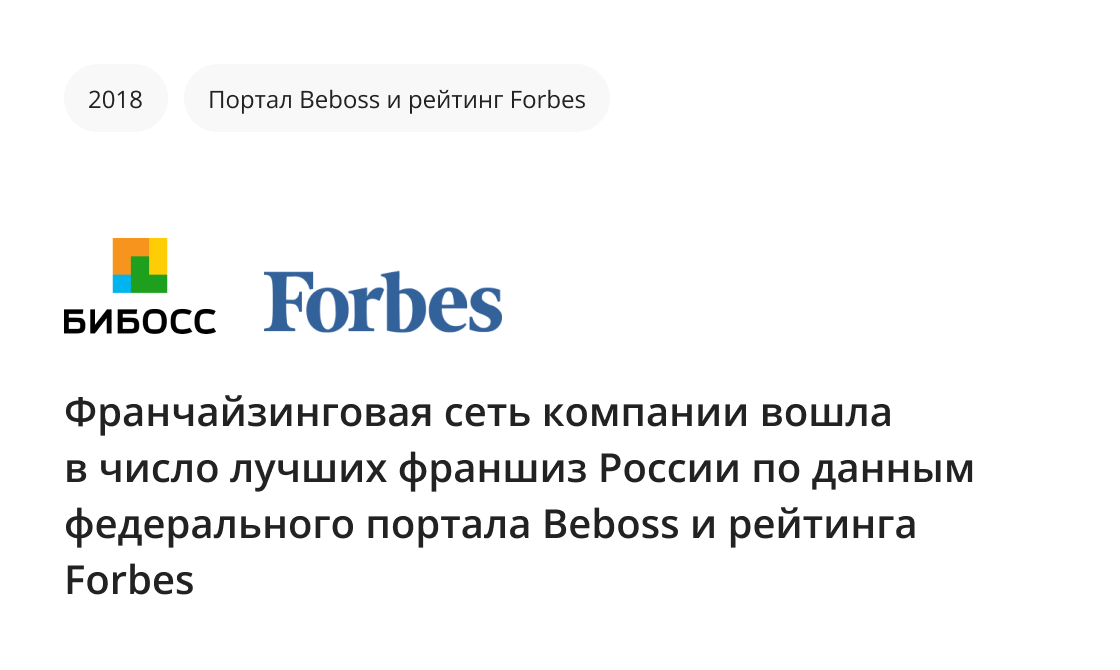 2018
Портал Beboss и рейтинг Forbes
БИБОСС
Forbes
Франчайзинговая сеть компании вошла
в число лучших франшиз России по данным
федерального портала Beboss и рейтинга
Forbes